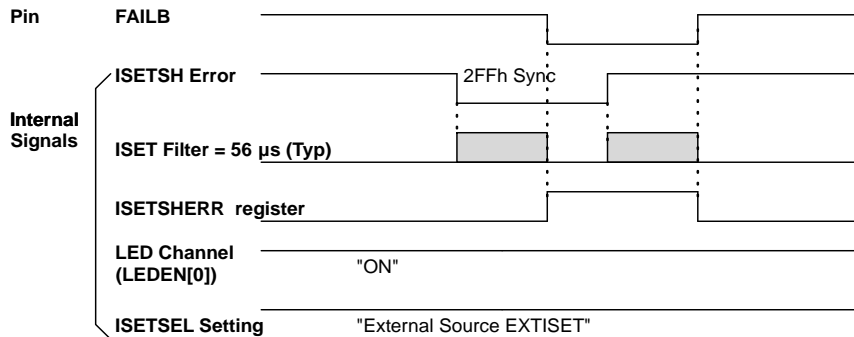 Pin FAILB
ISETSH Error 2FFh Sync
Internal
Signals
ISET Filter = 56 µs (Typ)
ISETSHERR register
LED Channel
(LEDEN[0])
"ON"
ISETSEL Setting "External Source EXTISET"